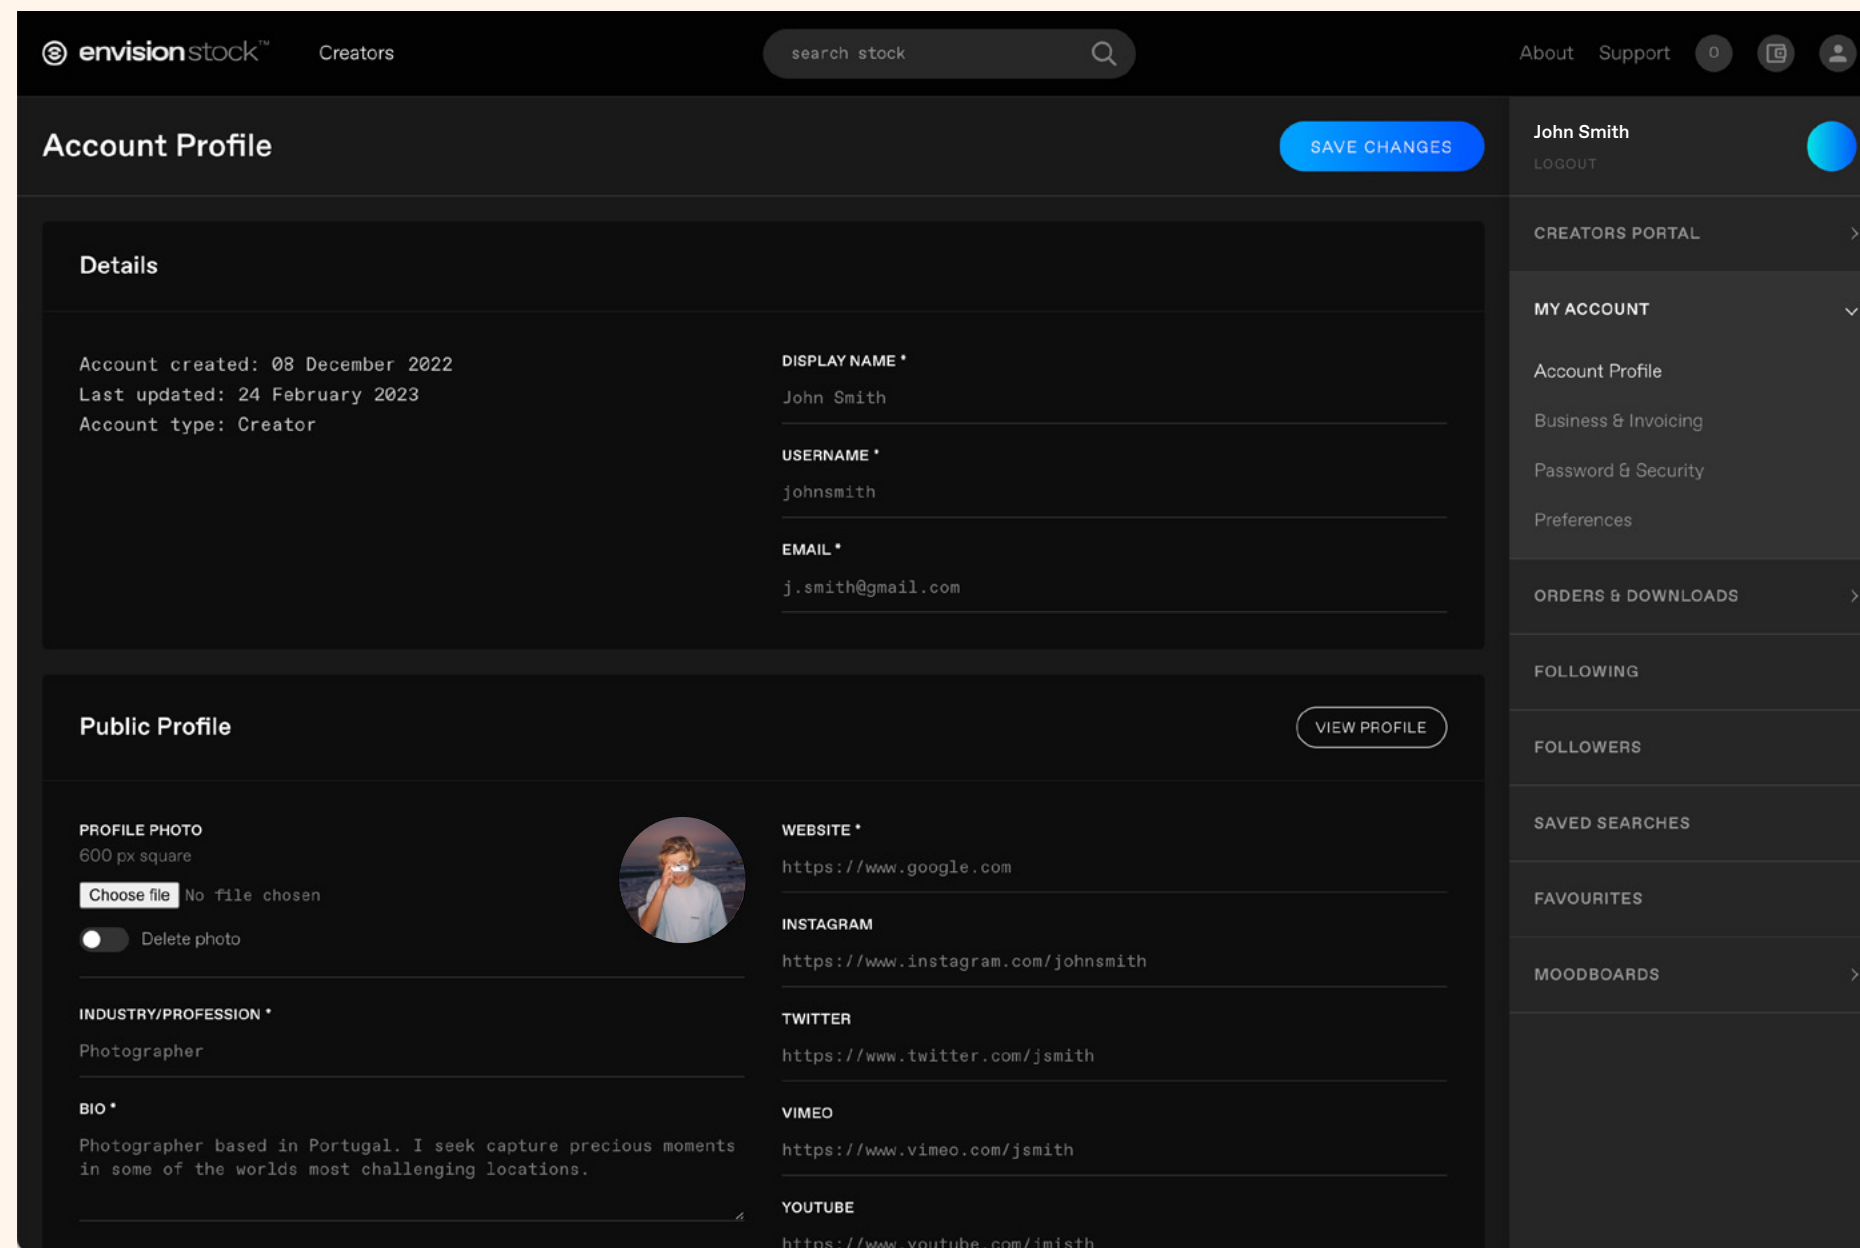 envisionstock™
Creators
search stock
About
Support
0
Account Profile
SAVE CHANGES
John Smith
LOGOUT
Details
Account created: 08 December 2022
Last updated: 24 February 2023
Account type: Creator
DISPLAY NAME *
John Smith
USERNAME *
johnsmith
EMAIL *
j.smith@gmail.com
Public Profile
VIEW PROFILE
PROFILE PHOTO
600 px square
Choose file No file chosen
Delete photo
INDUSTRY/PROFESSION *
Photographer
BIO *
Photographer based in Portugal. I seek capture precious moments
in some of the worlds most challenging locations.
WEBSITE *
https://www.google.com
INSTAGRAM
https://www.instagram.com/johnsmith
TWITTER
https://www.twitter.com/jsmith
VIMEO
https://www.vimeo.com/jsmith
YOUTUBE
https://www.youtube.com/jmisth
CREATORS PORTAL
MY ACCOUNT
Account Profile
Business & Invoicing
Password & Security
Preferences
ORDERS & DOWNLOADS
FOLLOWING
FOLLOWERS
SAVED SEARCHES
FAVOURITES
MOODBOARDS